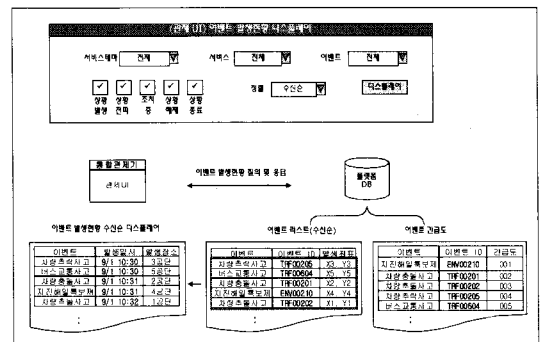 (관제 UI) 이벤트 발생현황 디스플레이
서비스테마 전체 서비스 전체 이벤트 전체
상황 발생 상황 전파 조치 중 상황 해제 상황 종료
정렬 수신순 디스플레이
통합관제기
관제UI
이벤트 발생현황 질의 및 응답
플랫폼 DB
이벤트 발생현황 수신순 디스플레이
이벤트 발생일시 발생장소
차량추락사고 9/1 10:30 3공단
버스교통사고 9/1 10:30 5공단
차량충돌사고 9/1 10:31 2공단
지진해일특보제 9/1 10:31 4공단
차량추돌사고 9/1 10:32 1공단
:
이벤트 리스트(수신순)
이벤트 이벤트 ID 발생좌표
차량추락사고 TRF00205 X3, Y3
버스교통사고 TRF00604 X5, Y5
차량충돌사고 TRF00201 X2, Y2
지진해일특보제 ENV00210 X4, Y4
차량추돌사고 TRF00202 X1, Y1
:
이벤트 긴급도
이벤트 이벤트 ID 긴급도
지진해일특보제 ENV00210 001
차량충돌사고 TRF00201 002
차량추돌사고 TRF00202 003
차량추락사고 TRF00205 004
버스교통사고 TRF00604 005
: